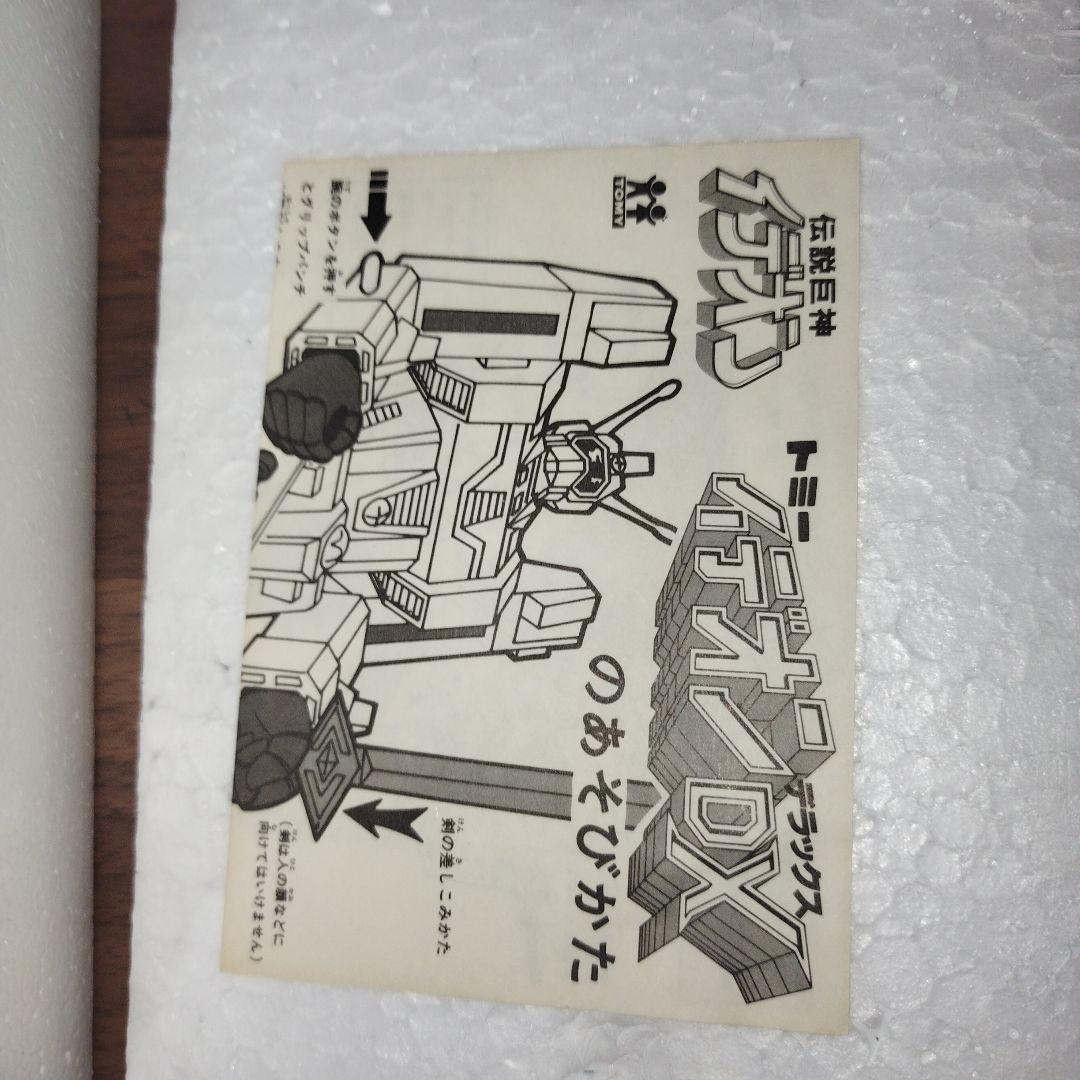 伝説巨神
イデオン
TOMY
トミー
イデオン デラックス DX
のあそびかた
腕のボタンを押す
とグリップパンチ
剣の差しこみかた
(剣は人の顔などに
向けてはいけません)